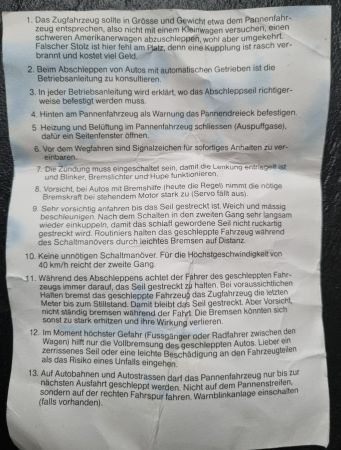 1. Das Zugfahrzeug sollte in Grösse und Gewicht etwa dem Pannenfahr-
zeug entsprechen, also nicht mit einem Kleinwagen versuchen, einen
schweren Amerikanerwagen abzuschleppen, wohl aber umgekehrt.
Falscher Stolz ist hier fehl am Platz, denn eine Kupplung ist rasch ver-
brannt und kostet viel Geld.
2. Beim Abschleppen von Autos mit automatischen Getrieben ist die
Betriebsanleitung zu konsultieren.
3. In jeder Betriebsanleitung wird erklärt, wo das Abschleppseil richtiger-
weise befestigt werden muss.
4. Hinten am Pannenfahrzeug als Warnung das Pannendreieck befestigen.
5 Heizung und Belüftung im Pannenfahrzeug schliessen (Auspuffgase),
dafür ein Seitenfenster öffnen.
6. Vor dem Wegfahren sind Signalzeichen für sofortiges Anhalten zu ver-
einbaren.
7. Die Zündung muss eingeschaltet sein, damit die Lenkung entriegelt ist
und Blinker, Bremslichter und Hupe funktionieren.
8. Vorsicht, bei Autos mit Bremshilfe (heute die Regel) nimmt die nötige
Bremskraft bei stehendem Motor stark zu (Servo fällt aus).
9. Sehr vorsichtig anfahren bis das Seil gestreckt ist. Weich und mässig
beschleunigen. Nach dem Schalten in den zweiten Gang sehr langsam
wieder einkuppeln, damit das schlaff gewordene Seil nicht ruckartig
gestreckt wird. Routiniers halten das geschleppte Fahrzeug während
des Schaltmanövers durch leichtes Bremsen auf Distanz.
10. Keine unnötigen Schaltmanöver. Für die Höchstgeschwindigkeit von
40 km/h reicht der zweite Gang.
11. Während des Abschleppens achtet der Fahrer des geschleppten Fahr-
zeugs immer darauf, das Seil gestreckt zu halten. Bei voraussichtlichen
Halten bremst das geschleppte Fahrzeug das Zugfahrzeug die letzten
Meter bis zum Stillstand. Damit bleibt das Seil gestreckt. Aber Vorsicht,
nicht ständig bremsen während der Fahrt. Die Bremsen könnten sich
sonst zu stark erhitzen und ihre Wirkung verlieren.
12. Im Moment höchster Gefahr (Fussgänger oder Radfahrer zwischen den
Wagen) hilft nur die Vollbremsung des geschleppten Autos. Lieber ein
zerrissenes Seil oder eine leichte Beschädigung an den Fahrzeugteilen
als das Risiko eines Unfalls eingehen.
13. Auf Autobahnen und Autostrassen darf das Pannenfahrzeug nur bis zur
nächsten Ausfahrt geschleppt werden. Nicht auf dem Pannenstreifen,
sondern auf der rechten Fahrspur fahren. Warnblinkanlage einschalten
(falls vorhanden).